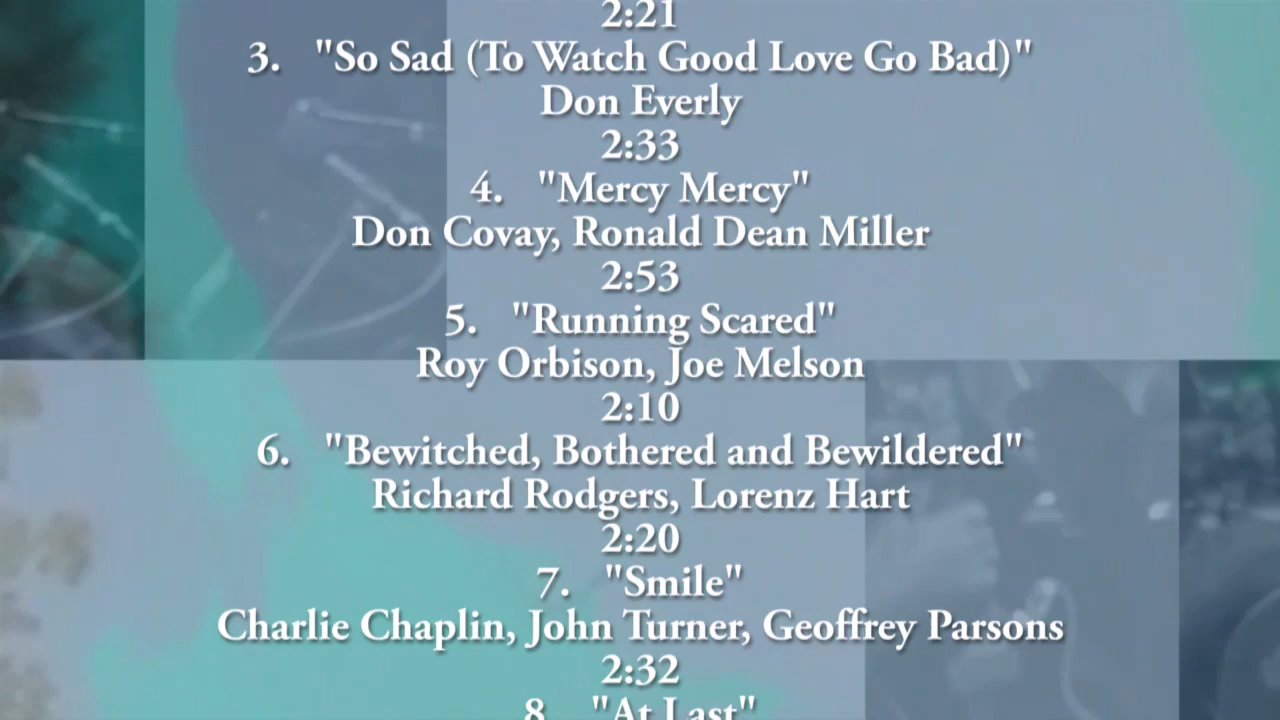 2:21
3. "So Sad (To Watch Good Love Go Bad)"
Don Everly
2:33
4. "Mercy Mercy"
Don Covay, Ronald Dean Miller
2:53
5. "Running Scared"
Roy Orbison, Joe Melson
2:10
6. "Bewitched, Bothered and Bewildered"
Richard Rodgers, Lorenz Hart
2:20
7. "Smile"
Charlie Chaplin, John Turner, Geoffrey Parsons
2:32
8. "At Last"